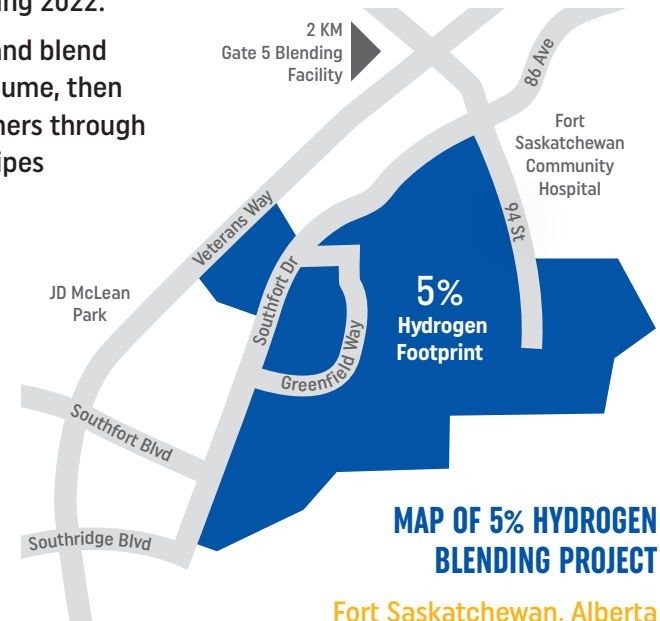 ng 2022.
and blend
ume, then
ners through
ipes
2 KM
Gate 5 Blending
Facility
86 Ave
Fort
Saskatchewan
Community
Hospital
94 St
Veterans Way
JD McLean
Park
Southfort Dr
5%
Hydrogen
Footprint
Greenfield Way
Southfort Blvd
Southridge Blvd
MAP OF 5% HYDROGEN
BLENDING PROJECT
Fort Saskatchewan, Alberta